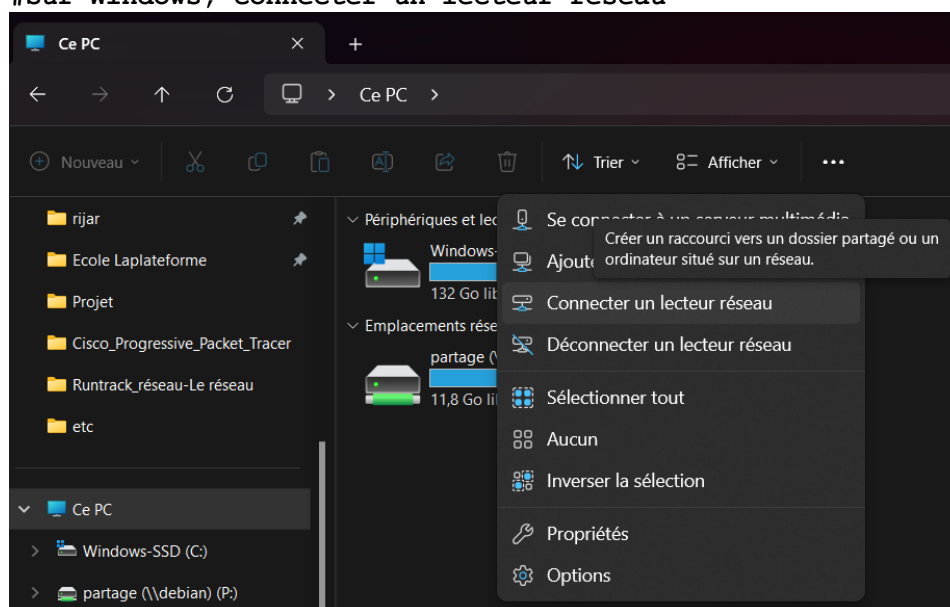 #Sur Windows, connecter un lecteur réseau
Ce PC
Ce PC
Nouveau
Trier
Afficher
rijar
Ecole Laplateforme
Projet
Cisco_Progressive_Packet_Tracer
Runtrack_réseau-Le réseau
etc
Ce PC
Windows-SSD (C:)
partage (\\debian) (P:)
Périphériques et lec
Windows-
132 Go lib
Emplacements rése
partage (\
11,8 Go li
Se connecter à un serveur multimédia
Créer un raccourci vers un dossier partagé ou un
ordinateur situé sur un réseau.
Ajoute
Connecter un lecteur réseau
Déconnecter un lecteur réseau
Sélectionner tout
Aucun
Inverser la sélection
Propriétés
Options